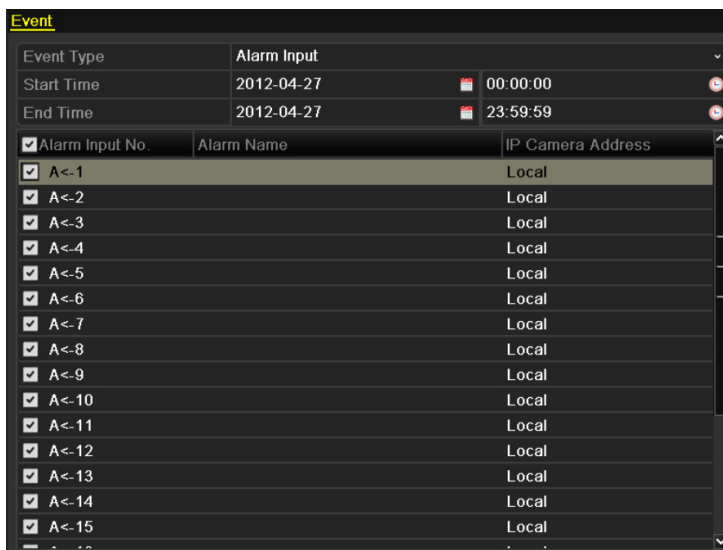 Event
Event Type Alarm Input
Start Time 2012-04-27 00:00:00
End Time 2012-04-27 23:59:59
Alarm Input No. Alarm Name IP Camera Address
A<-1 Local
A<-2 Local
A<-3 Local
A<-4 Local
A<-5 Local
A<-6 Local
A<-7 Local
A<-8 Local
A<-9 Local
A<-10 Local
A<-11 Local
A<-12 Local
A<-13 Local
A<-14 Local
A<-15 Local